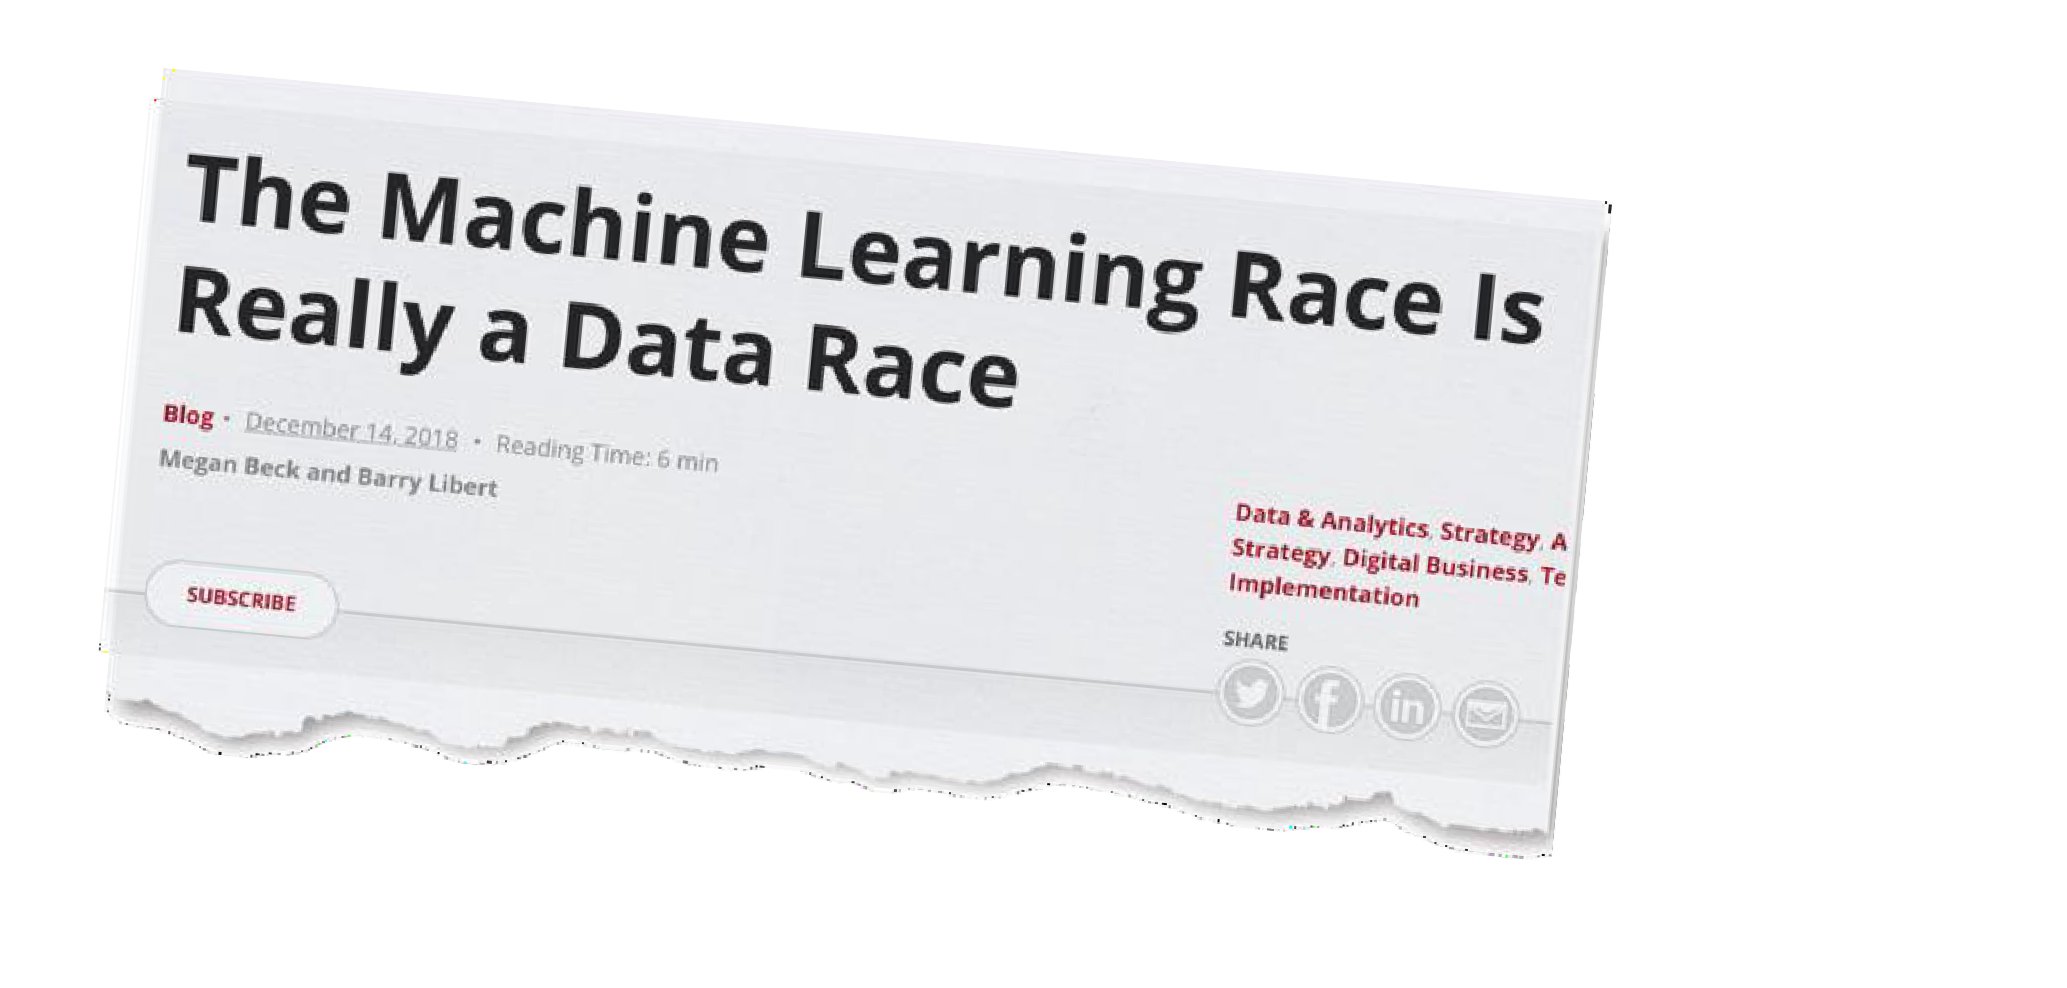 The Machine Learning Race Is
Really a Data Race
Blog • December 14, 2018 • Reading Time: 6 min
Megan Beck and Barry Libert
Data & Analytics, Strategy, A
Strategy, Digital Business, Te
Implementation
SUBSCRIBE
SHARE